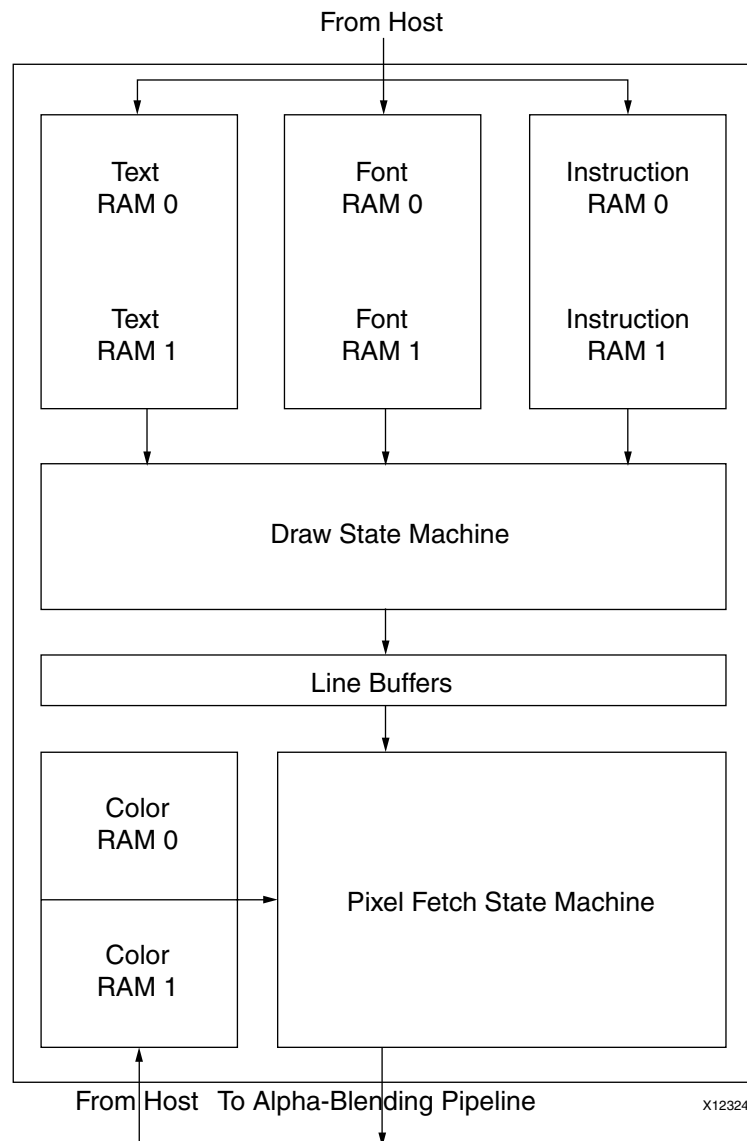 From Host
Text
RAM 0
Font
RAM 0
Instruction
RAM 0
Text
RAM 1
Font
RAM 1
Instruction
RAM 1
Draw State Machine
Line Buffers
Color
RAM 0
Pixel Fetch State Machine
Color
RAM 1
From Host
To Alpha-Blending Pipeline
X12324